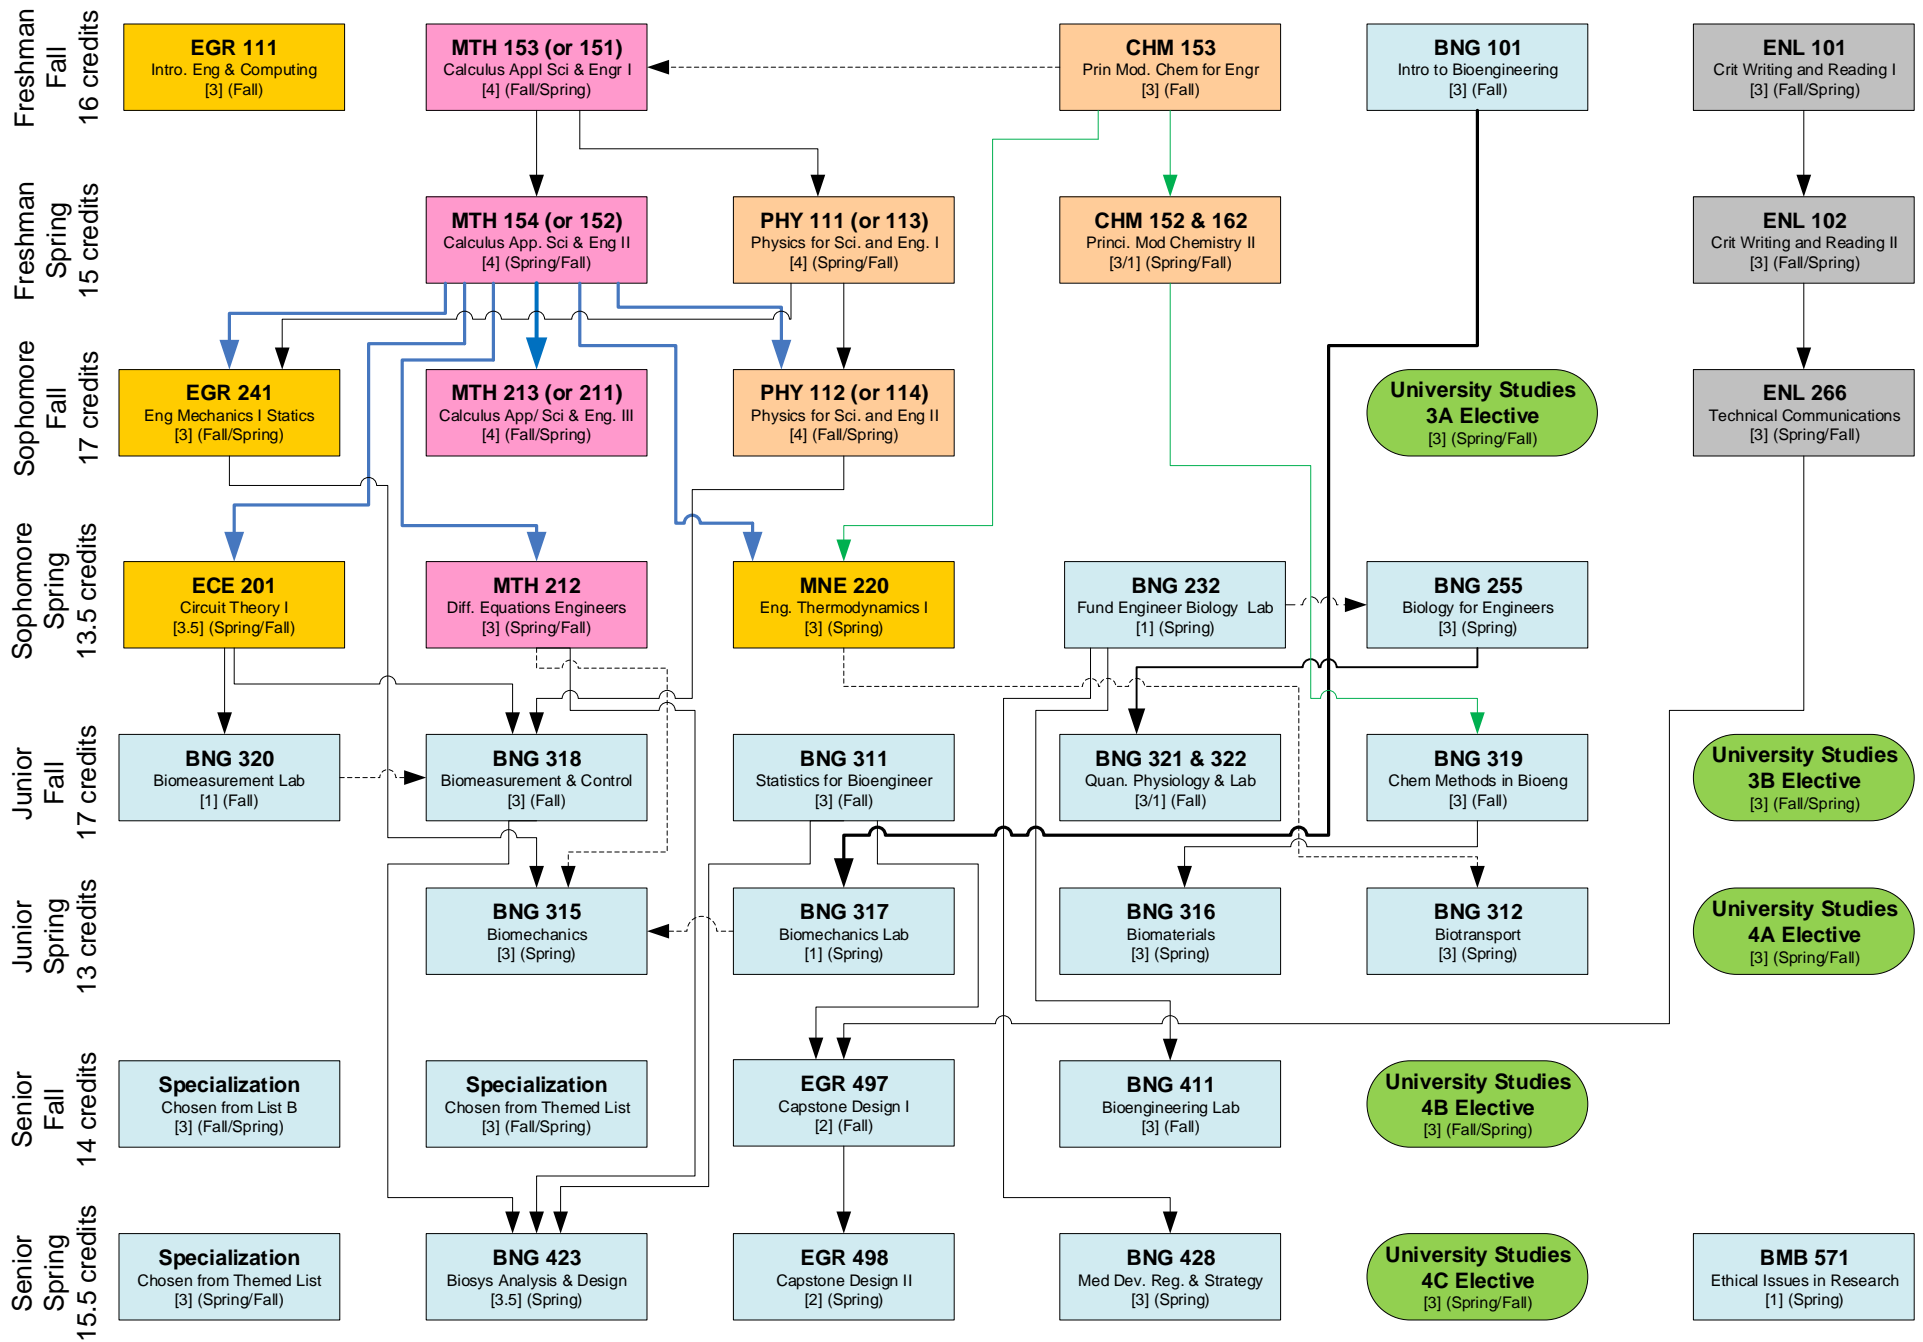 Freshman
Fall
16 credits
EGR 111
Intro. Eng & Computing
[3] (Fall)
MTH 153 (or 151)
Calculus Appl Sci & Engr I
[4] (Fall/Spring)
CHM 153
Prin Mod. Chem for Engr
[3] (Fall)
BNG 101
Intro to Bioengineering
[3] (Fall)
ENL 101
Crit Writing and Reading I
[3] (Fall/Spring)
Freshman
Spring
15 credits
MTH 154 (or 152)
Calculus App. Sci & Eng II
[4] (Spring/Fall)
PHY 111 (or 113)
Physics for Sci. and Eng. I
[4] (Spring/Fall)
CHM 152 & 162
Princi. Mod Chemistry II
[3/1] (Spring/Fall)
ENL 102
Crit Writing and Reading II
[3] (Fall/Spring)
Sophomore
Fall
17 credits
EGR 241
Eng Mechanics I Statics
[3] (Fall/Spring)
MTH 213 (or 211)
Calculus App/ Sci & Eng. III
[4] (Fall/Spring)
PHY 112 (or 114)
Physics for Sci. and Eng II
[4] (Fall/Spring)
University Studies
3A Elective
[3] (Spring/Fall)
ENL 266
Technical Communications
[3] (Spring/Fall)
Sophomore
Spring
13.5 credits
ECE 201
Circuit Theory I
[3.5] (Spring/Fall)
MTH 212
Diff. Equations Engineers
[3] (Spring/Fall)
MNE 220
Eng. Thermodynamics I
[3] (Spring)
BNG 232
Fund Engineer Biology Lab
[1] (Spring)
BNG 255
Biology for Engineers
[3] (Spring)
Junior
Fall
17 credits
BNG 320
Biomeasurement Lab
[1] (Fall)
BNG 318
Biomeasurement & Control
[3] (Fall)
BNG 311
Statistics for Bioengineer
[3] (Fall)
BNG 321 & 322
Quan. Physiology & Lab
[3/1] (Fall)
BNG 319
Chem Methods in Bioeng
[3] (Fall)
University Studies
3B Elective
[3] (Fall/Spring)
Junior
Spring
13 credits
BNG 315
Biomechanics
[3] (Spring)
BNG 317
Biomechanics Lab
[1] (Spring)
BNG 316
Biomaterials
[3] (Spring)
BNG 312
Biotransport
[3] (Spring)
University Studies
4A Elective
[3] (Spring/Fall)
Senior
Fall
14 credits
Specialization
Chosen from List B
[3] (Fall/Spring)
Specialization
Chosen from Themed List
[3] (Fall/Spring)
EGR 497
Capstone Design I
[2] (Fall)
BNG 411
Bioengineering Lab
[3] (Fall)
University Studies
4B Elective
[3] (Fall/Spring)
Senior
Spring
15.5 credits
Specialization
Chosen from Themed List
[3] (Spring/Fall)
BNG 423
Biosys Analysis & Design
[3.5] (Spring)
EGR 498
Capstone Design II
[2] (Spring)
BNG 428
Med Dev. Reg. & Strategy
[3] (Spring)
University Studies
4C Elective
[3] (Spring/Fall)
BMB 571
Ethical Issues in Research
[1] (Spring)